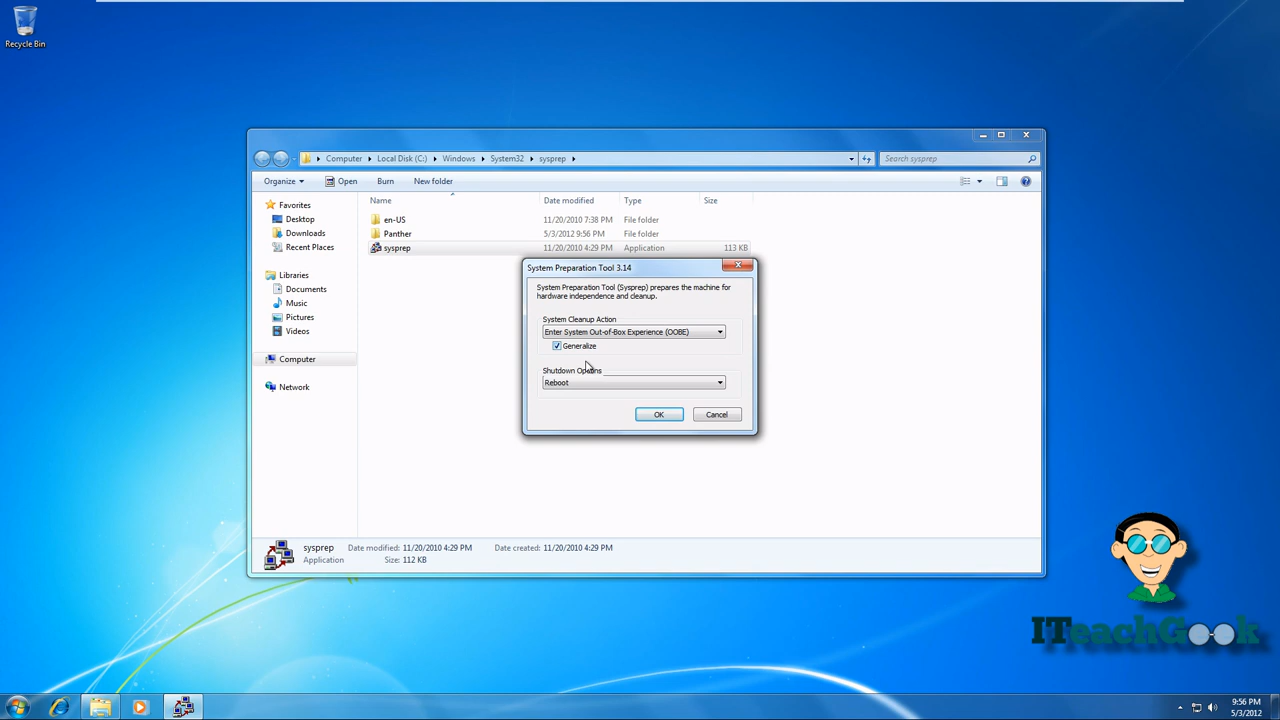 Recycle Bin
Computer Local Disk (C:) Windows System32 sysprep Search sysprep
Organize Open Burn New folder
Name Date modified Type Size
Favorites
Desktop
Downloads
Recent Places
Libraries
Documents
Music
Pictures
Videos
Computer
Network
en-US 11/20/2010 7:38 PM File folder
Panther 5/3/2012 9:56 PM File folder
sysprep 11/20/2010 4:29 PM Application 113 KB
System Preparation Tool 3.14
System Preparation Tool (Sysprep) prepares the machine for
hardware independence and cleanup.
System Cleanup Action
Enter System Out-of-Box Experience (OOBE)
Generalize
Shutdown Options
Reboot
OK Cancel
sysprep Date modified: 11/20/2010 4:29 PM Date created: 11/20/2010 4:29 PM
Application Size: 112 KB
ITeachGook
9:56 PM
5/3/2012